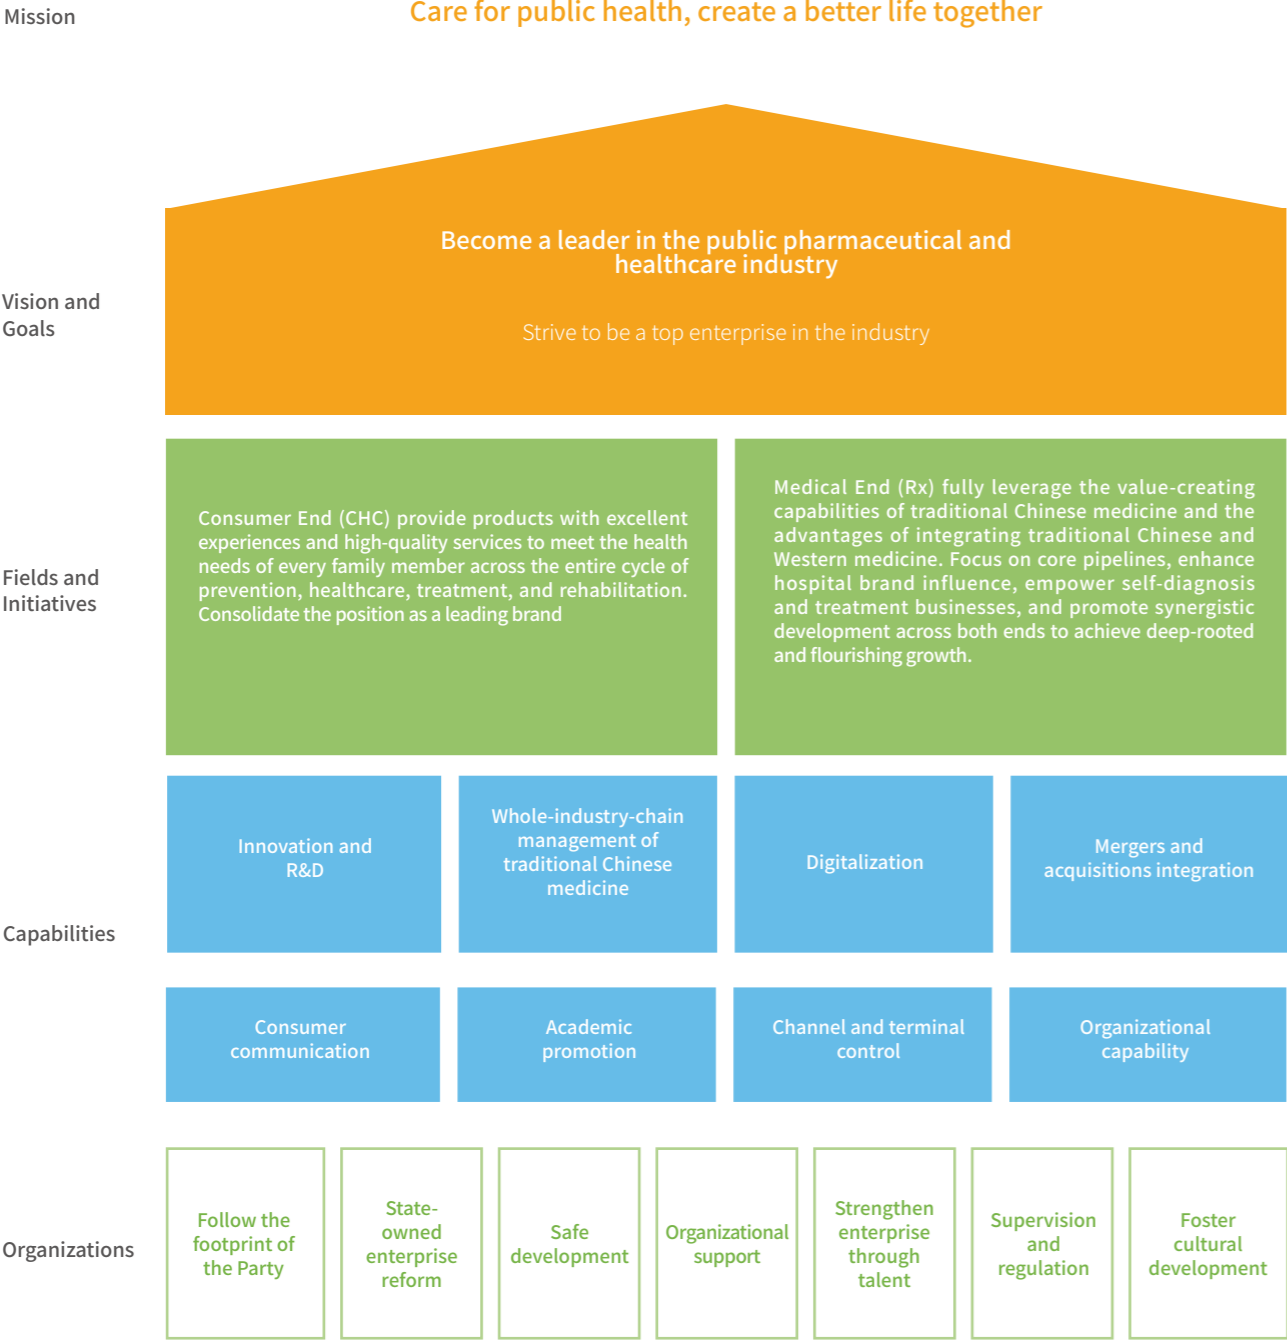 Mission
Care for public health, create a better life together
Vision and
Goals
Become a leader in the public pharmaceutical and
healthcare industry
Strive to be a top enterprise in the industry
Fields and
Initiatives
Consumer End (CHC) provide products with excellent
experiences and high-quality services to meet the health
needs of every family member across the entire cycle of
prevention, healthcare, treatment, and rehabilitation.
Consolidate the position as a leading brand
Medical End (Rx) fully leverage the value-creating
capabilities of traditional Chinese medicine and the
advantages of integrating traditional Chinese and
Western medicine. Focus on core pipelines, enhance
hospital brand influence, empower self-diagnosis
and treatment businesses, and promote synergistic
development across both ends to achieve deep-rooted
and flourishing growth.
Capabilities
Innovation and
R&D
Whole-industry-chain
management of
traditional Chinese
medicine
Digitalization
Mergers and
acquisitions integration
Consumer
communication
Academic
promotion
Channel and terminal
control
Organizational
capability
Organizations
Follow the
footprint of
the Party
State-
owned
enterprise
reform
Safe
development
Organizational
support
Strengthen
enterprise
through
talent
Supervision
and
regulation
Foster
cultural
development